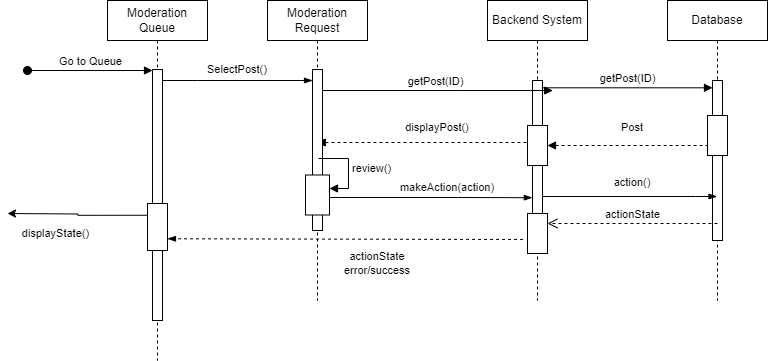 Moderation
Queue
Moderation
Request
Backend System
Database
Go to Queue
SelectPost()
getPost(ID)
getPost(ID)
displayPost()
Post
review()
makeAction(action)
action()
actionState
displayState()
actionState
error/success